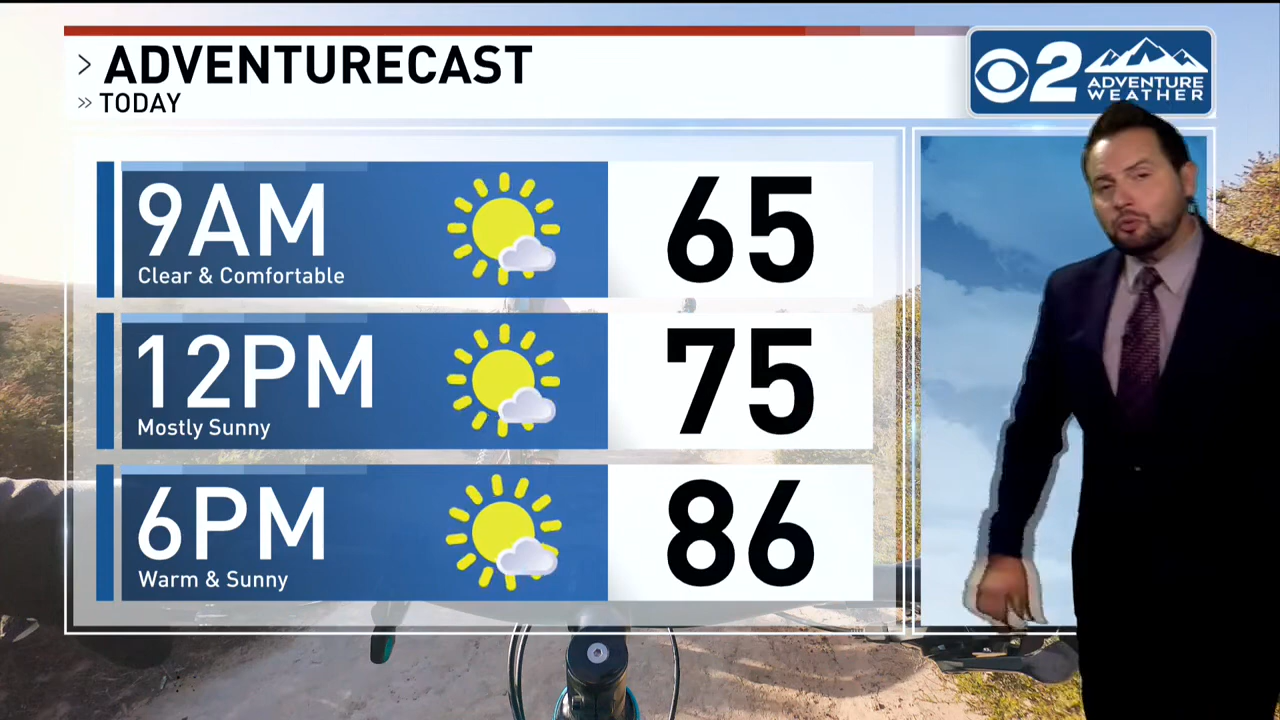 > ADVENTURECAST
» TODAY
2 ADVENTURE
WEATHER
9AM
Clear & Comfortable
65
12PM
Mostly Sunny
75
6PM
Warm & Sunny
86